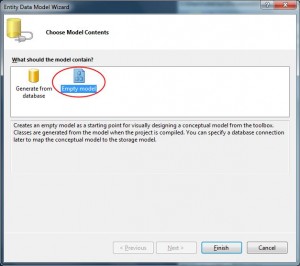 Entity Data Model Wizard
Choose Model Contents
What should the model contain?
Generate from
database
Empty model
Creates an empty model as a starting point for visually designing a conceptual model from the toolbox.
Classes are generated from the model when the project is compiled. You can specify a database connection
later to map the conceptual model to the storage model.
< Previous
Next >
Finish
Cancel